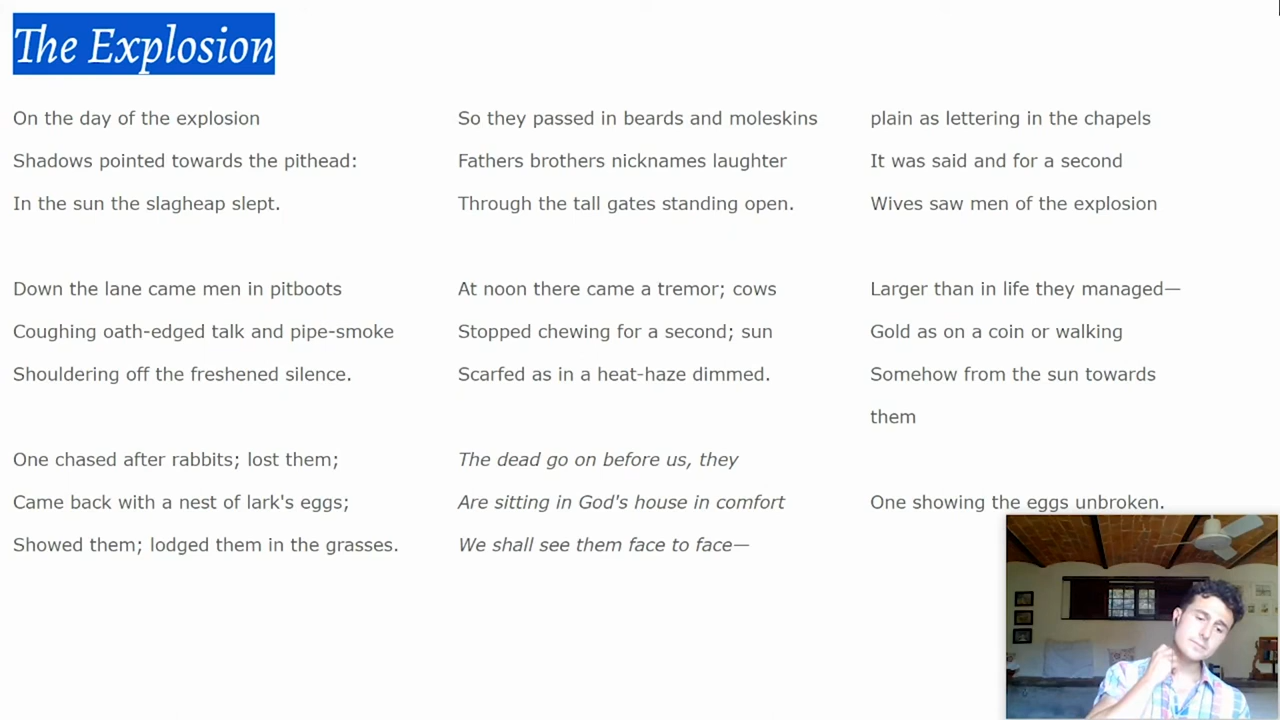 The Explosion
On the day of the explosion
Shadows pointed towards the pithead:
In the sun the slagheap slept.
Down the lane came men in pitboots
Coughing oath-edged talk and pipe-smoke
Shouldering off the freshened silence.
One chased after rabbits; lost them;
Came back with a nest of lark's eggs;
Showed them; lodged them in the grasses.
So they passed in beards and moleskins
Fathers brothers nicknames laughter
Through the tall gates standing open.
At noon there came a tremor; cows
Stopped chewing for a second; sun
Scarfed as in a heat-haze dimmed.
The dead go on before us, they
Are sitting in God's house in comfort
We shall see them face to face—
plain as lettering in the chapels
It was said and for a second
Wives saw men of the explosion
Larger than in life they managed—
Gold as on a coin or walking
Somehow from the sun towards
them
One showing the eggs unbroken.